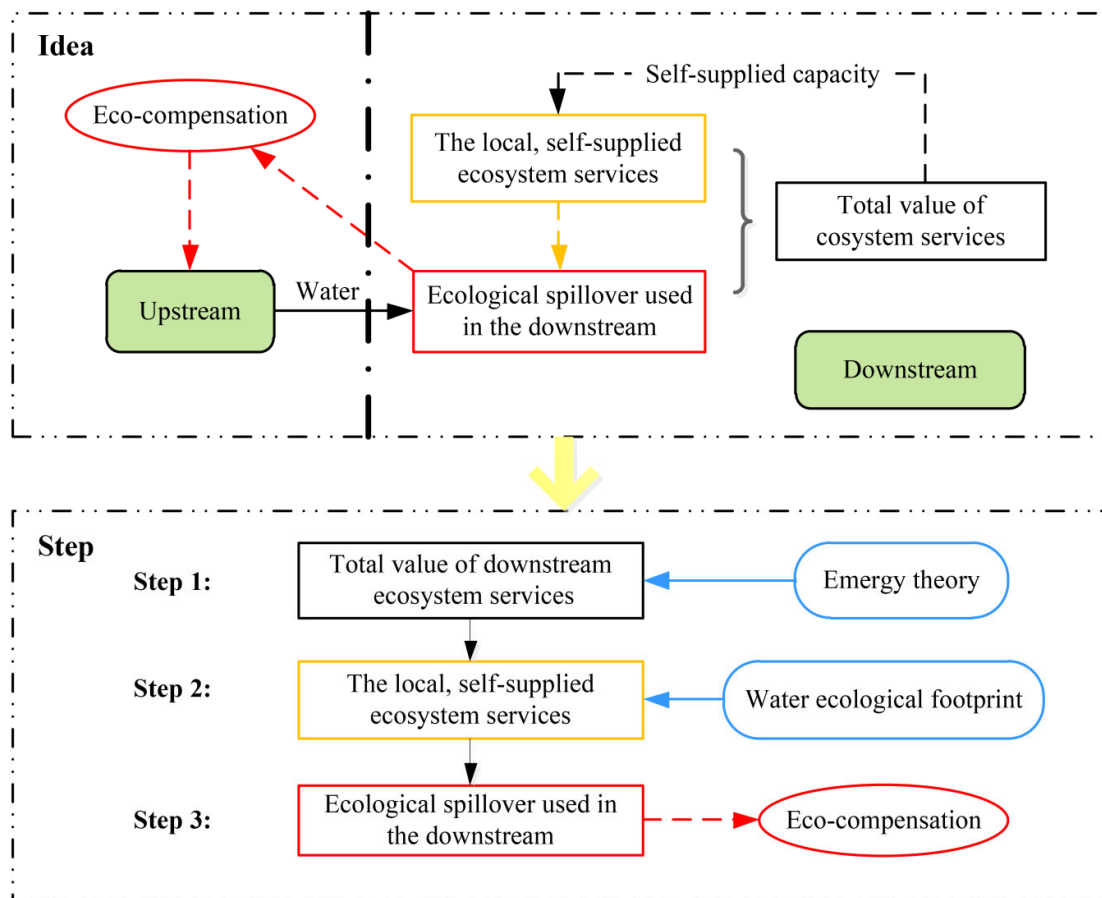 Idea
Self-supplied capacity
Eco-compensation
The local, self-supplied
ecosystem services
Total value of
cosystem services
Water
Upstream
Ecological spillover used
in the downstream
Downstream
Step
Step 1:
Total value of downstream
ecosystem services
Emergy theory
Step 2:
The local, self-supplied
ecosystem services
Water ecological footprint
Step 3:
Ecological spillover used in
the downstream
Eco-compensation